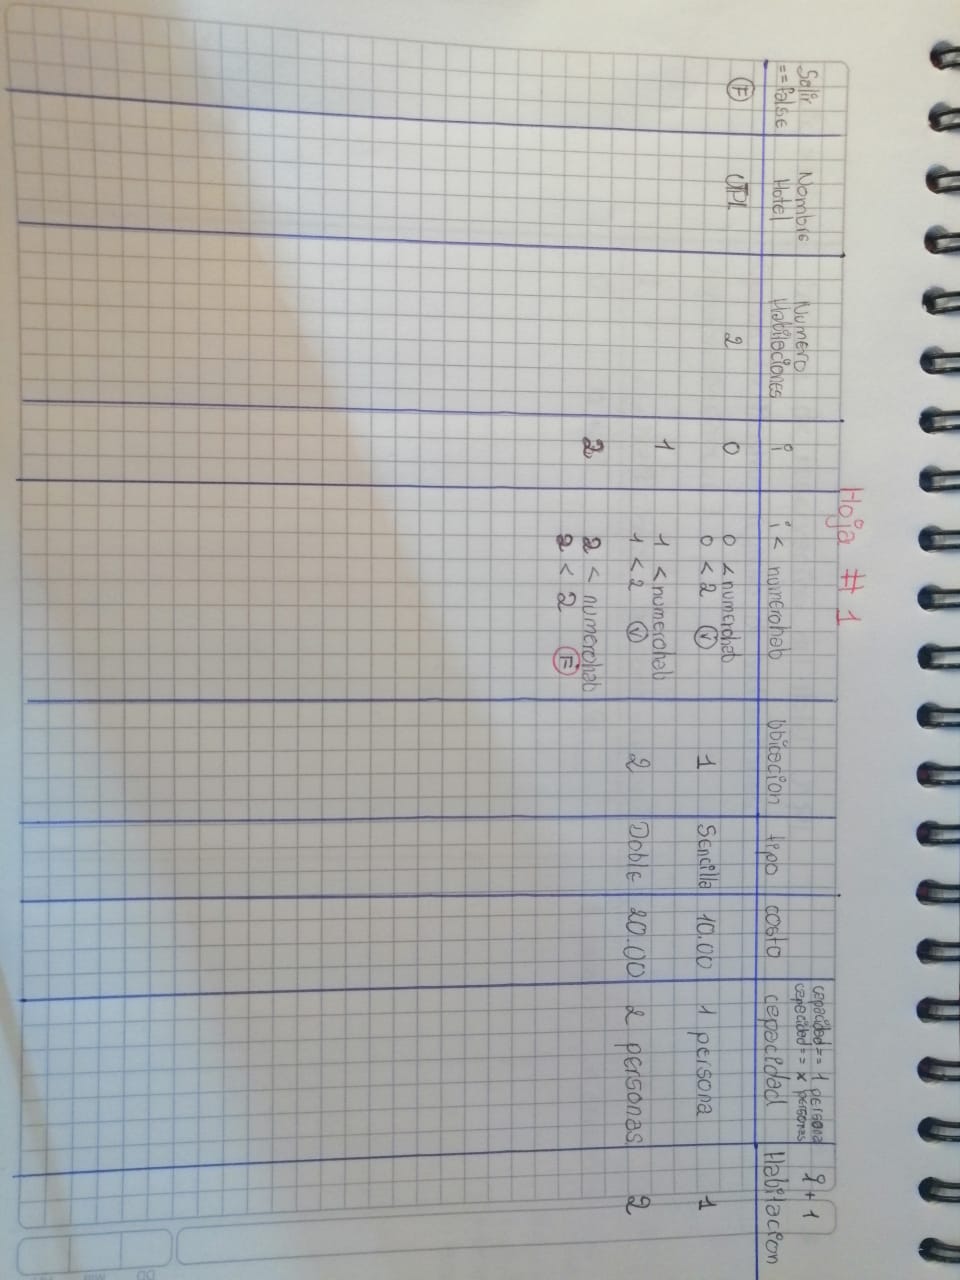 Hoja # 1
Salir
==false
Nombre
Hotel
Numero
Habitaciones
i
i < numerohab
Ubicacion
tipo
costo
capacidad== 1 persona
capacidad== x personas
capacidad
i + 1
Habitacion
F
UTPL
2
0
0 < numerohab
0 < 2 V
1
Sencilla
10.00
1 persona
1
1
1 < numerohab
1 < 2 V
2
Doble
20.00
2 personas
2
2
2 < numerohab
2 < 2 F